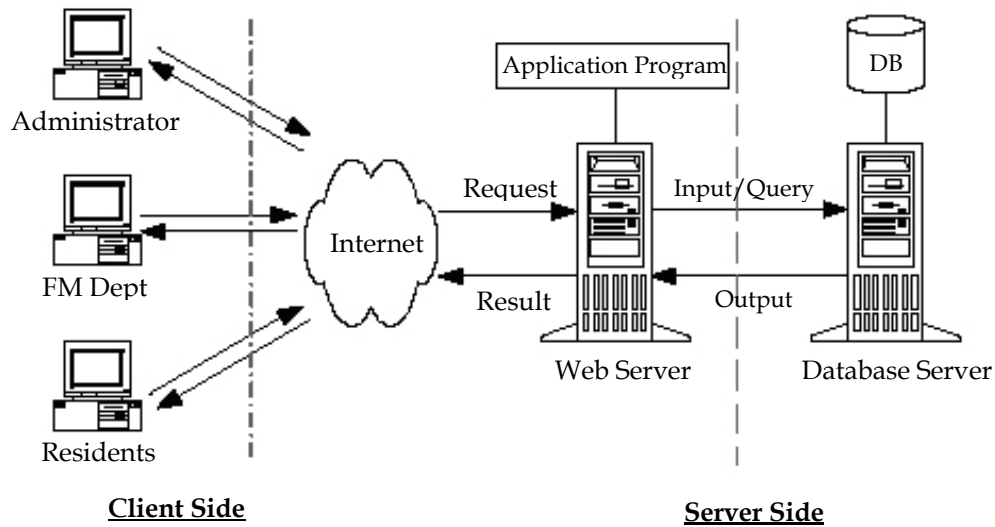 Application Program
DB
Administrator
Request
Input/Query
Internet
FM Dept
Result
Output
Web Server
Database Server
Residents
Client Side
Server Side